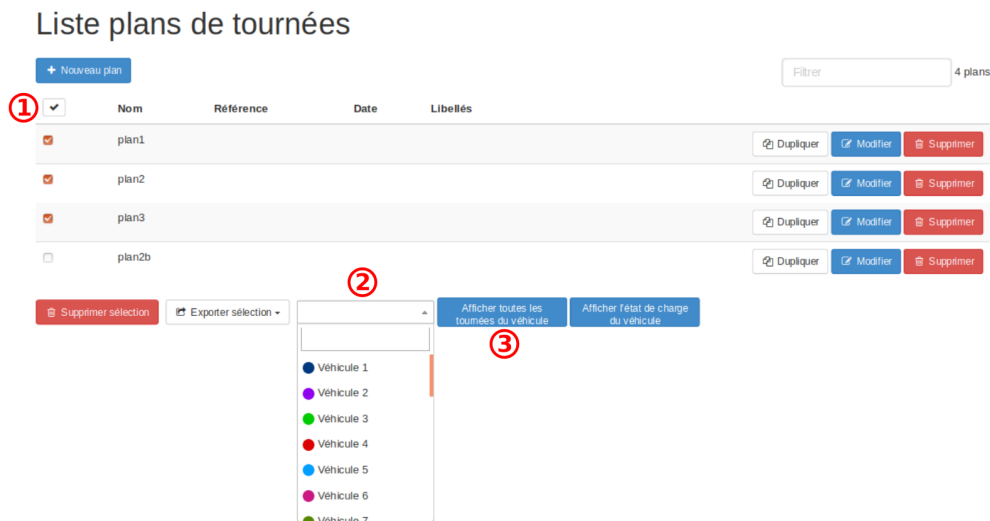 Liste plans de tournées
+ Nouveau plan
Filtrer
4 plans
①
Nom Référence Date Libellés
plan1 Dupliquer Modifier Supprimer
plan2 Dupliquer Modifier Supprimer
plan3 Dupliquer Modifier Supprimer
plan2b Dupliquer Modifier Supprimer
②
Supprimer sélection
Exporter sélection
Afficher toutes les
tournées du véhicule
Afficher l'état de charge
du véhicule
③
Véhicule 1
Véhicule 2
Véhicule 3
Véhicule 4
Véhicule 5
Véhicule 6
Véhicule 7